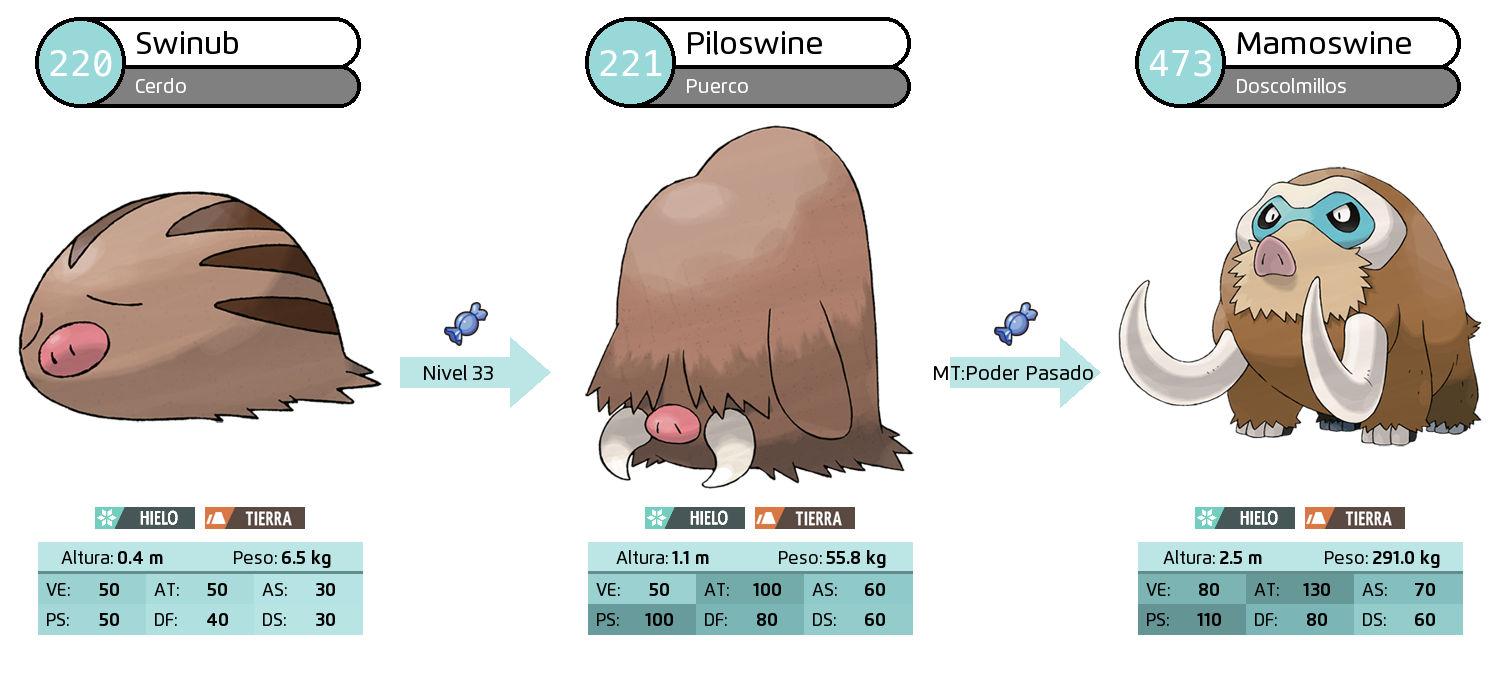 220 Swinub
Cerdo
221 Piloswine
Puerco
473 Mamoswine
Doscolmillos
Nivel 33
MT:Poder Pasado
HIELO TIERRA
Altura: 0.4 m Peso: 6.5 kg
VE: 50 AT: 50 AS: 30
PS: 50 DF: 40 DS: 30
HIELO TIERRA
Altura: 1.1 m Peso: 55.8 kg
VE: 50 AT: 100 AS: 60
PS: 100 DF: 80 DS: 60
HIELO TIERRA
Altura: 2.5 m Peso: 291.0 kg
VE: 80 AT: 130 AS: 70
PS: 110 DF: 80 DS: 60